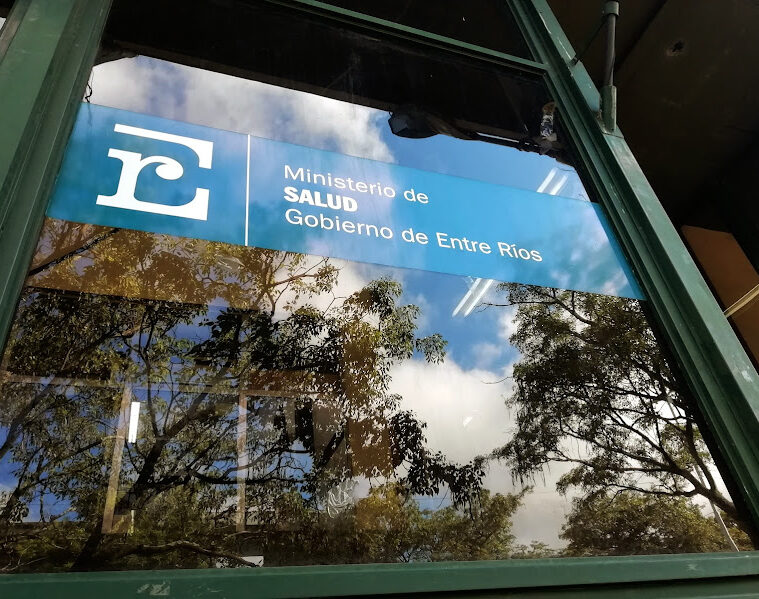 Er
Ministerio de
SALUD
Gobierno de Entre Ríos